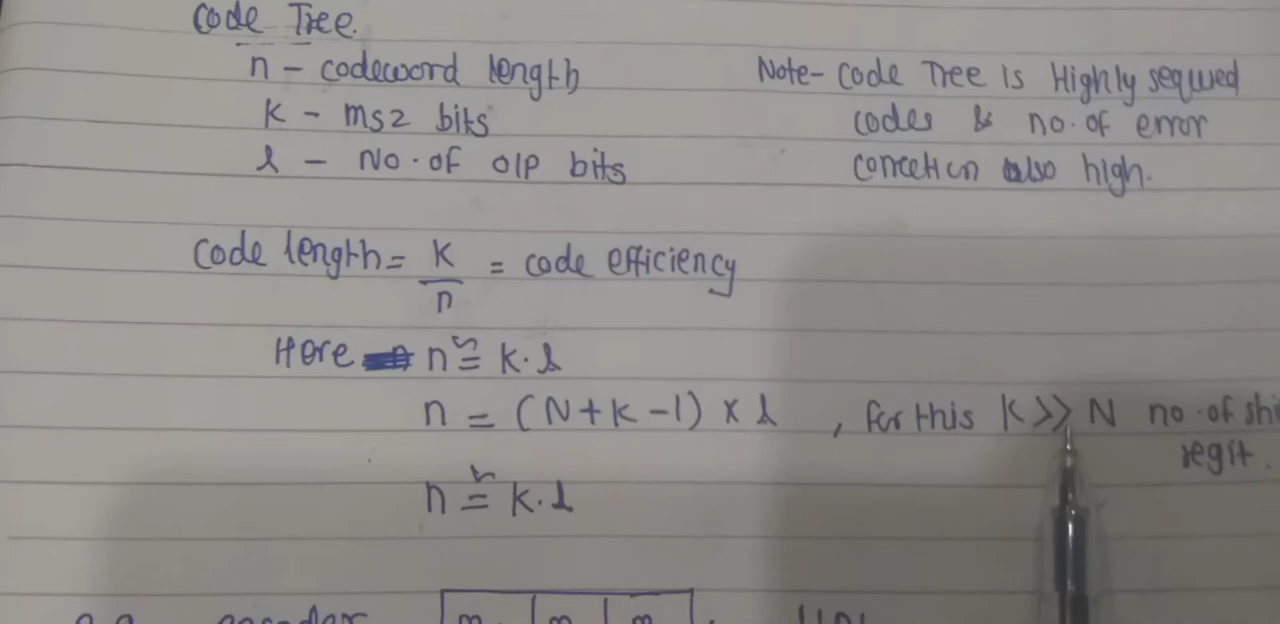 Code Tree.
n - codeword length
k - msz bits
l - No. of o/p bits
Note- Code Tree is Highly sequred
codes & no. of error
correction also high.
Code length = k/n = code efficiency
Here n ≅ k.l
n = (N+k-1) x l , for this k >> N no. of shi
regit.
n ≅ k.l